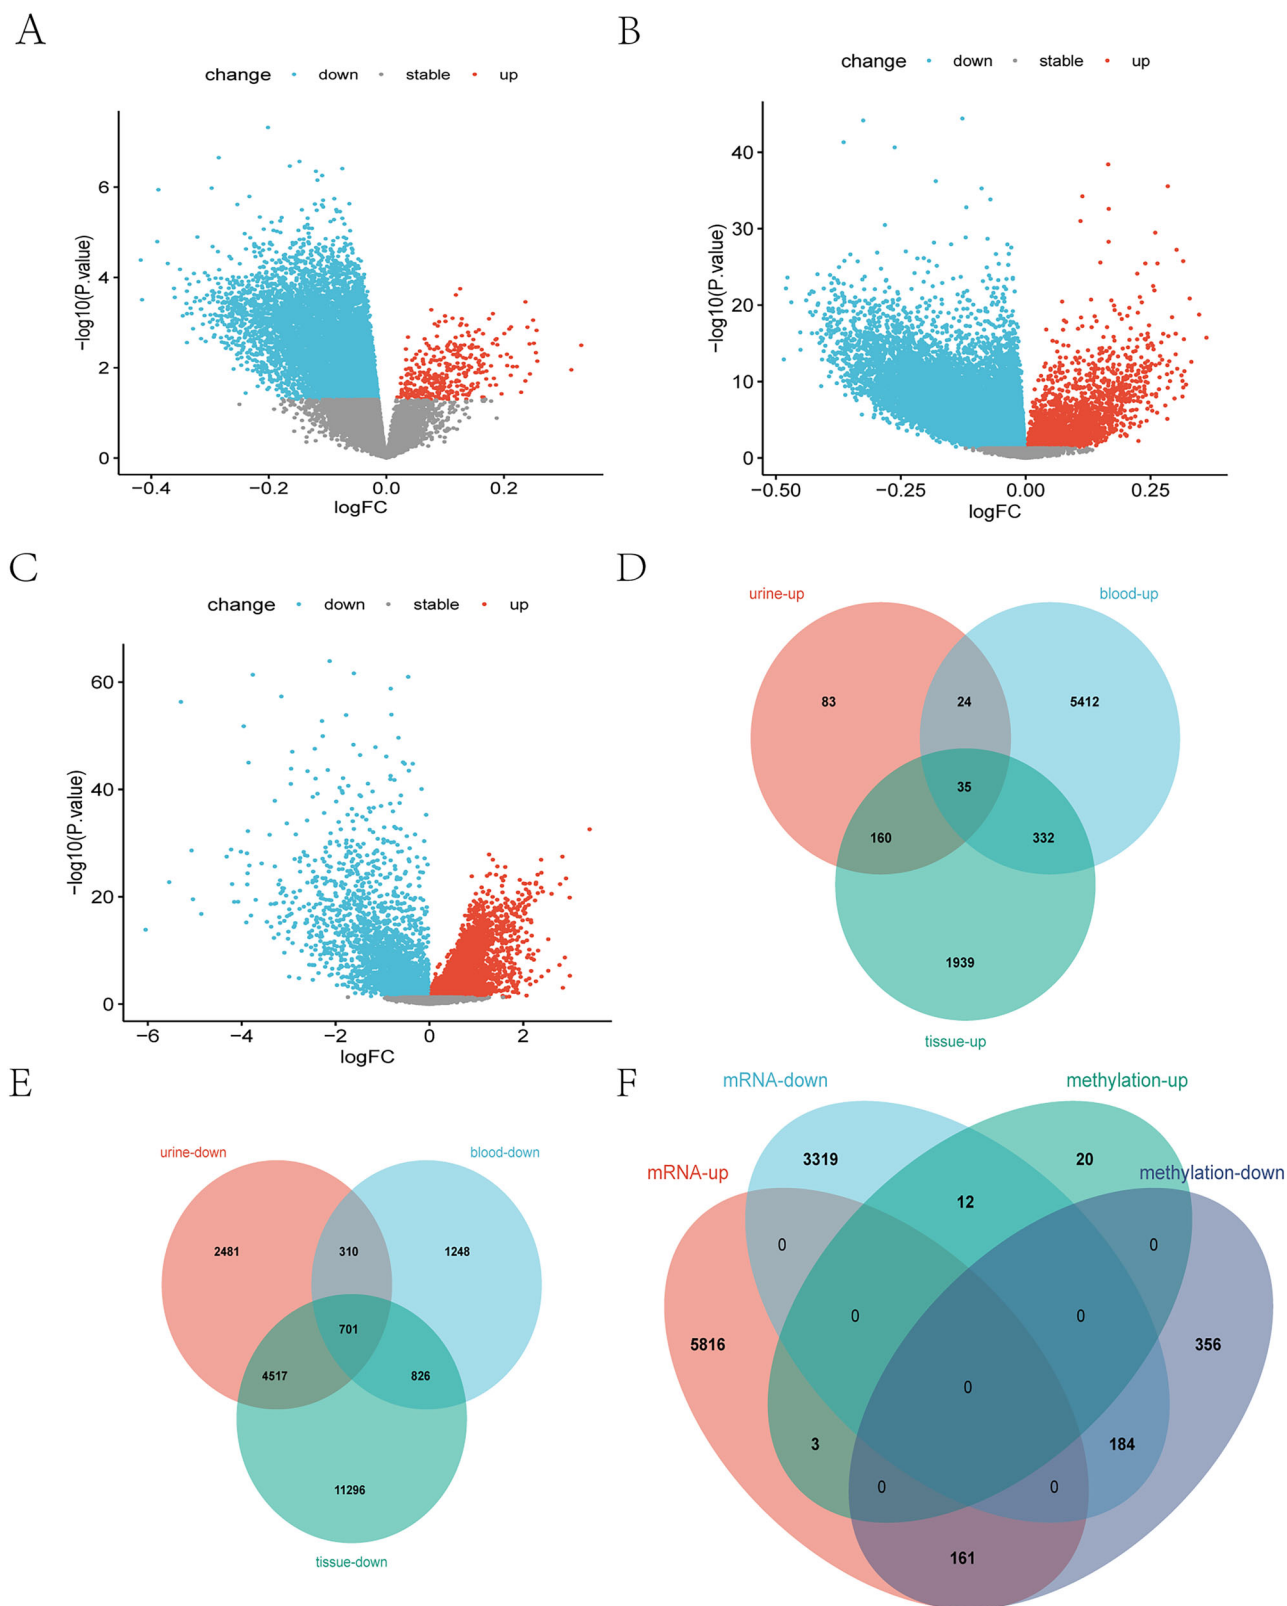 A
change down stable up
−log10(P.value)
6
4
2
0
−0.4 −0.2 0.0 0.2
logFC
B
change down stable up
−log10(P.value)
40
30
20
10
0
−0.50 −0.25 0.00 0.25
logFC
C
change down stable up
−log10(P.value)
60
40
20
0
−6 −4 −2 0 2
logFC
D
urine-up blood-up
83 24 5412
35
160 332
1939
tissue-up
E
urine-down blood-down
2481 310 1248
701
4517 826
11296
tissue-down
F
mRNA-down methylation-up
mRNA-up methylation-down
3319 20
12
0 0
0 0
5816 356
0
3 184
0 0
161